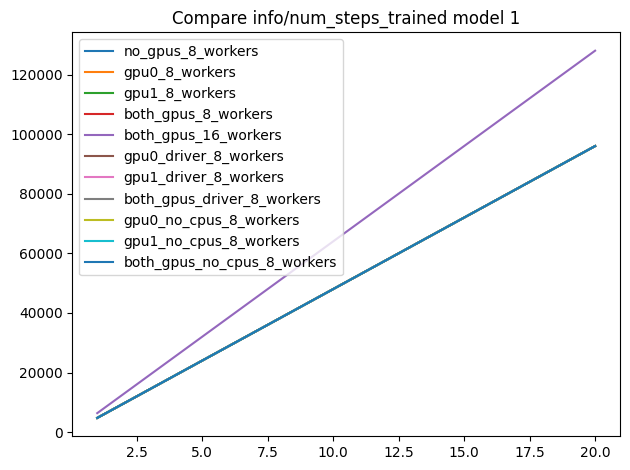 Compare info/num_steps_trained model 1
no_gpus_8_workers
gpu0_8_workers
gpu1_8_workers
both_gpus_8_workers
both_gpus_16_workers
gpu0_driver_8_workers
gpu1_driver_8_workers
both_gpus_driver_8_workers
gpu0_no_cpus_8_workers
gpu1_no_cpus_8_workers
both_gpus_no_cpus_8_workers
120000
100000
80000
60000
40000
20000
0
2.5 5.0 7.5 10.0 12.5 15.0 17.5 20.0